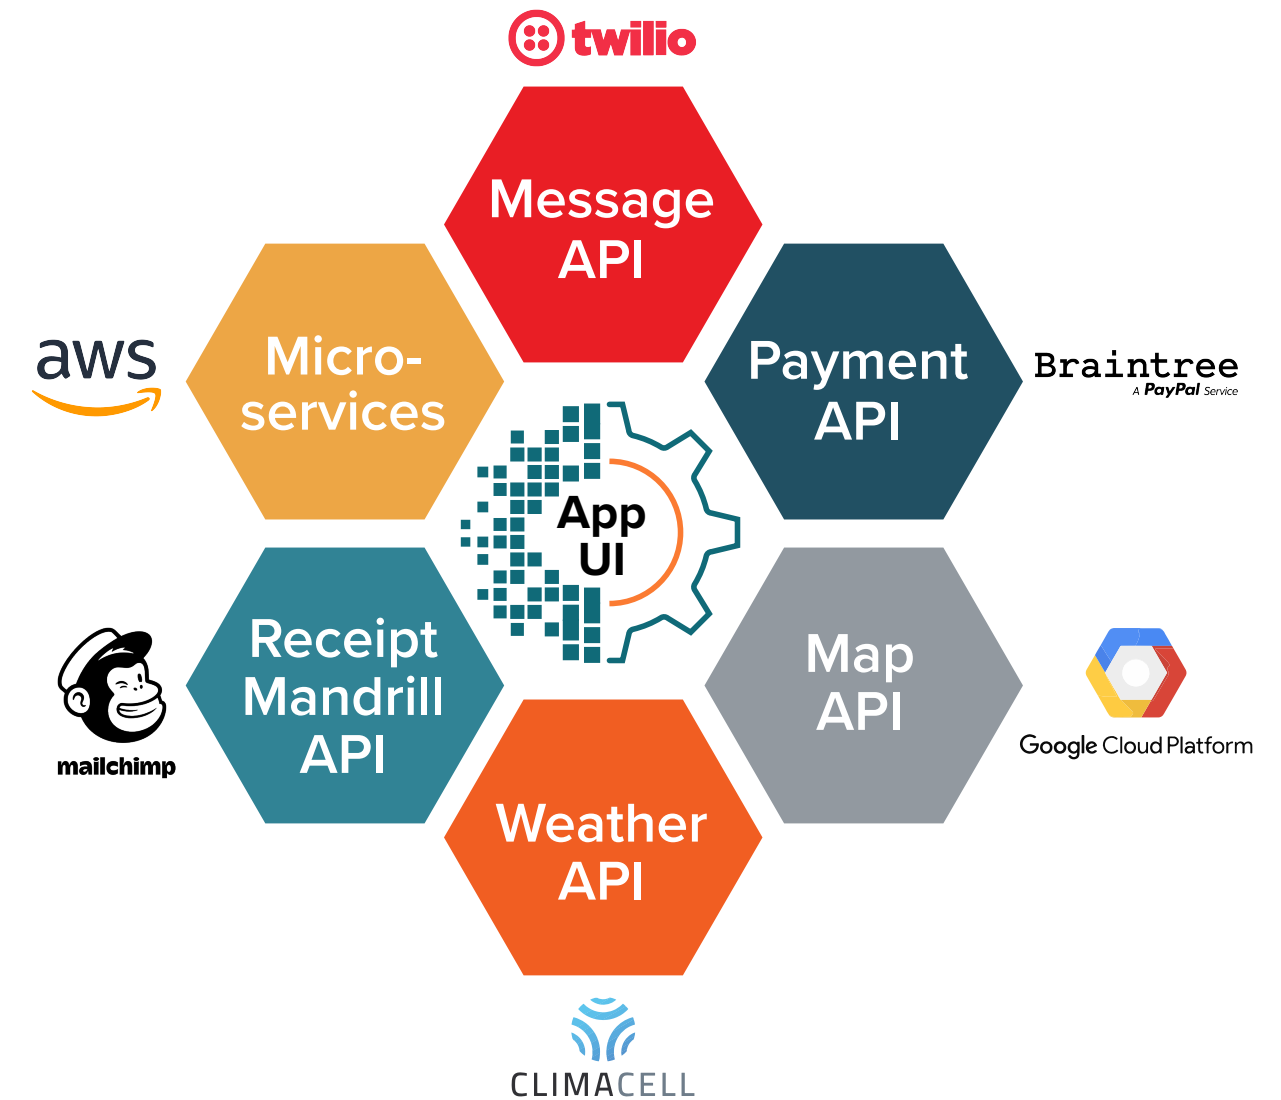 twilio
Message
API
aws
Micro-
services
Payment
API
Braintree
A PayPal Service
App
UI
mailchimp
Receipt
Mandrill
API
Map
API
Google Cloud Platform
Weather
API
CLIMACELL